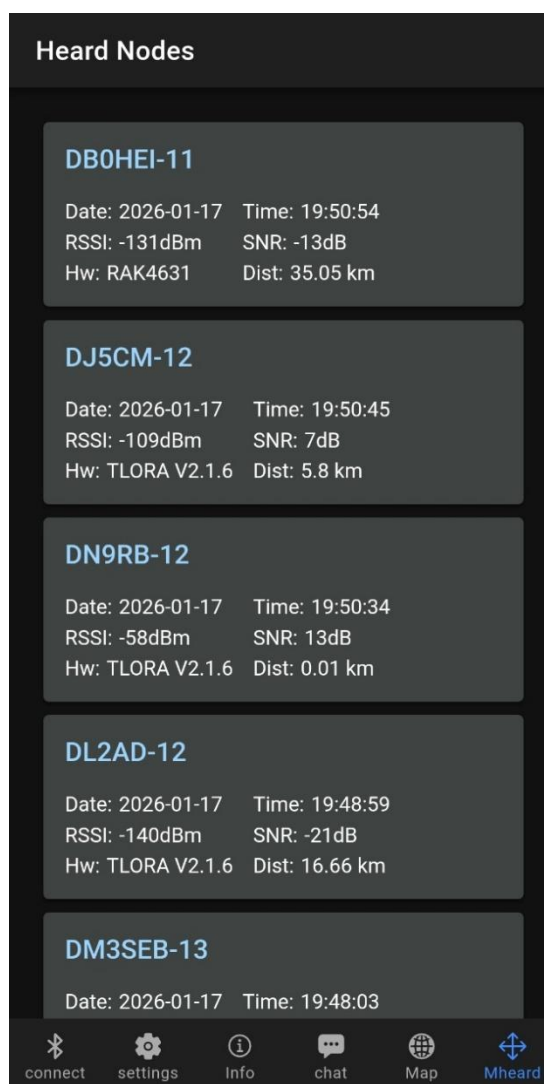 Heard Nodes
DB0HEI-11
Date: 2026-01-17 Time: 19:50:54
RSSI: -131dBm SNR: -13dB
Hw: RAK4631 Dist: 35.05 km
DJ5CM-12
Date: 2026-01-17 Time: 19:50:45
RSSI: -109dBm SNR: 7dB
Hw: TLORA V2.1.6 Dist: 5.8 km
DN9RB-12
Date: 2026-01-17 Time: 19:50:34
RSSI: -58dBm SNR: 13dB
Hw: TLORA V2.1.6 Dist: 0.01 km
DL2AD-12
Date: 2026-01-17 Time: 19:48:59
RSSI: -140dBm SNR: -21dB
Hw: TLORA V2.1.6 Dist: 16.66 km
DM3SEB-13
Date: 2026-01-17 Time: 19:48:03
connect settings Info chat Map Mheard